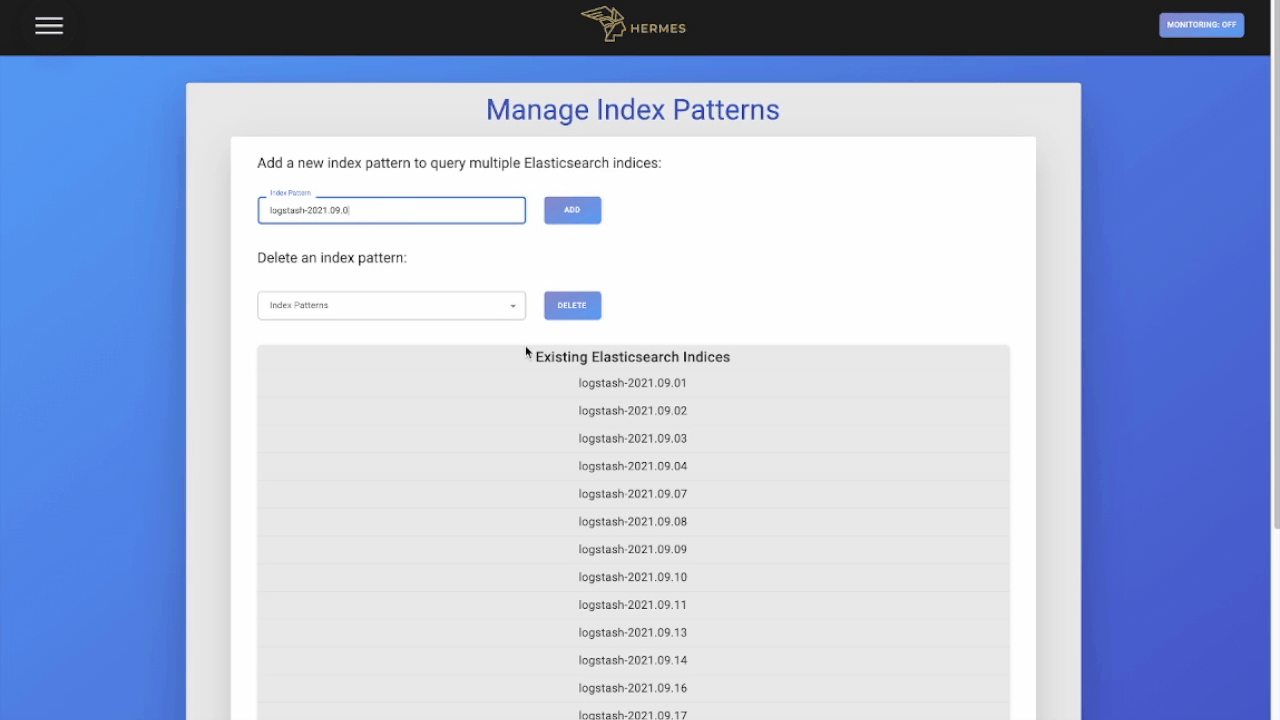 HERMES
MONITORING: OFF
Manage Index Patterns
Add a new index pattern to query multiple Elasticsearch indices:
Index Pattern
logstash-2021.09.0
ADD
Delete an index pattern:
Index Patterns
DELETE
Existing Elasticsearch Indices
logstash-2021.09.01
logstash-2021.09.02
logstash-2021.09.03
logstash-2021.09.04
logstash-2021.09.07
logstash-2021.09.08
logstash-2021.09.09
logstash-2021.09.10
logstash-2021.09.11
logstash-2021.09.13
logstash-2021.09.14
logstash-2021.09.16
logstash-2021.09.17